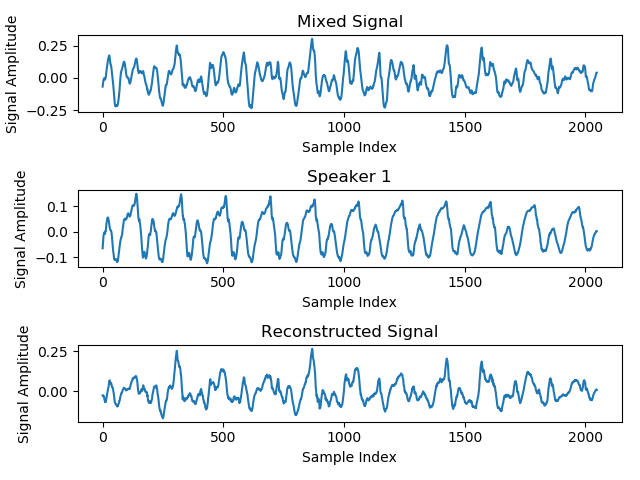 Mixed Signal
Signal Amplitude
0.25
0.00
−0.25
0 500 1000 1500 2000
Sample Index
Speaker 1
Signal Amplitude
0.1
0.0
−0.1
0 500 1000 1500 2000
Sample Index
Reconstructed Signal
Signal Amplitude
0.25
0.00
0 500 1000 1500 2000
Sample Index